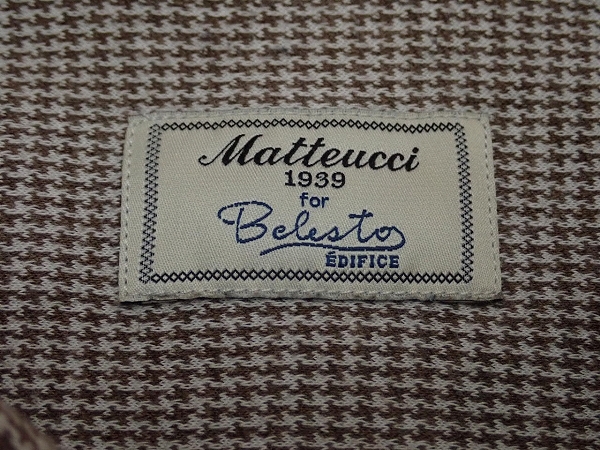 Matteucci
1939
for
Belesto
ÉDIFICE